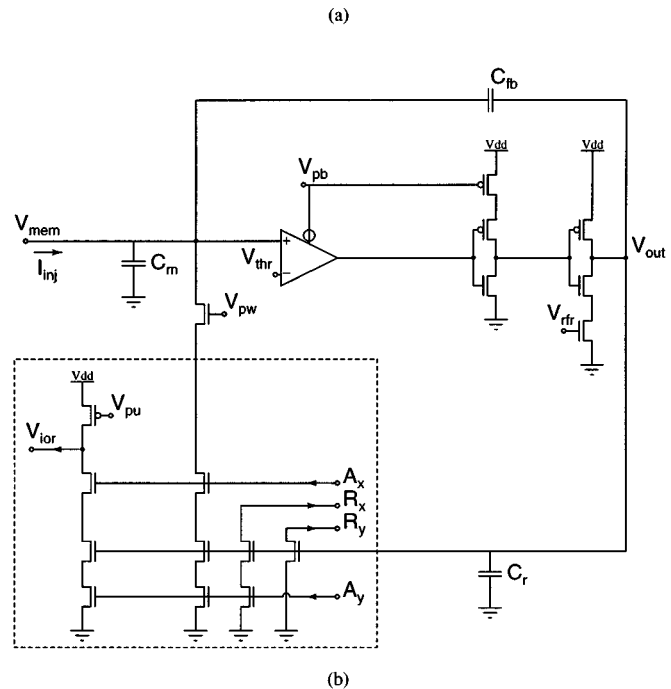 (a)
C_fb
Vdd
Vdd
V_pb
V_mem
+
V_out
I_inj
C_m
V_thr
−
V_pw
V_rfr
Vdd
V_pu
V_ior
A_x
R_x
R_y
C_r
A_y
(b)